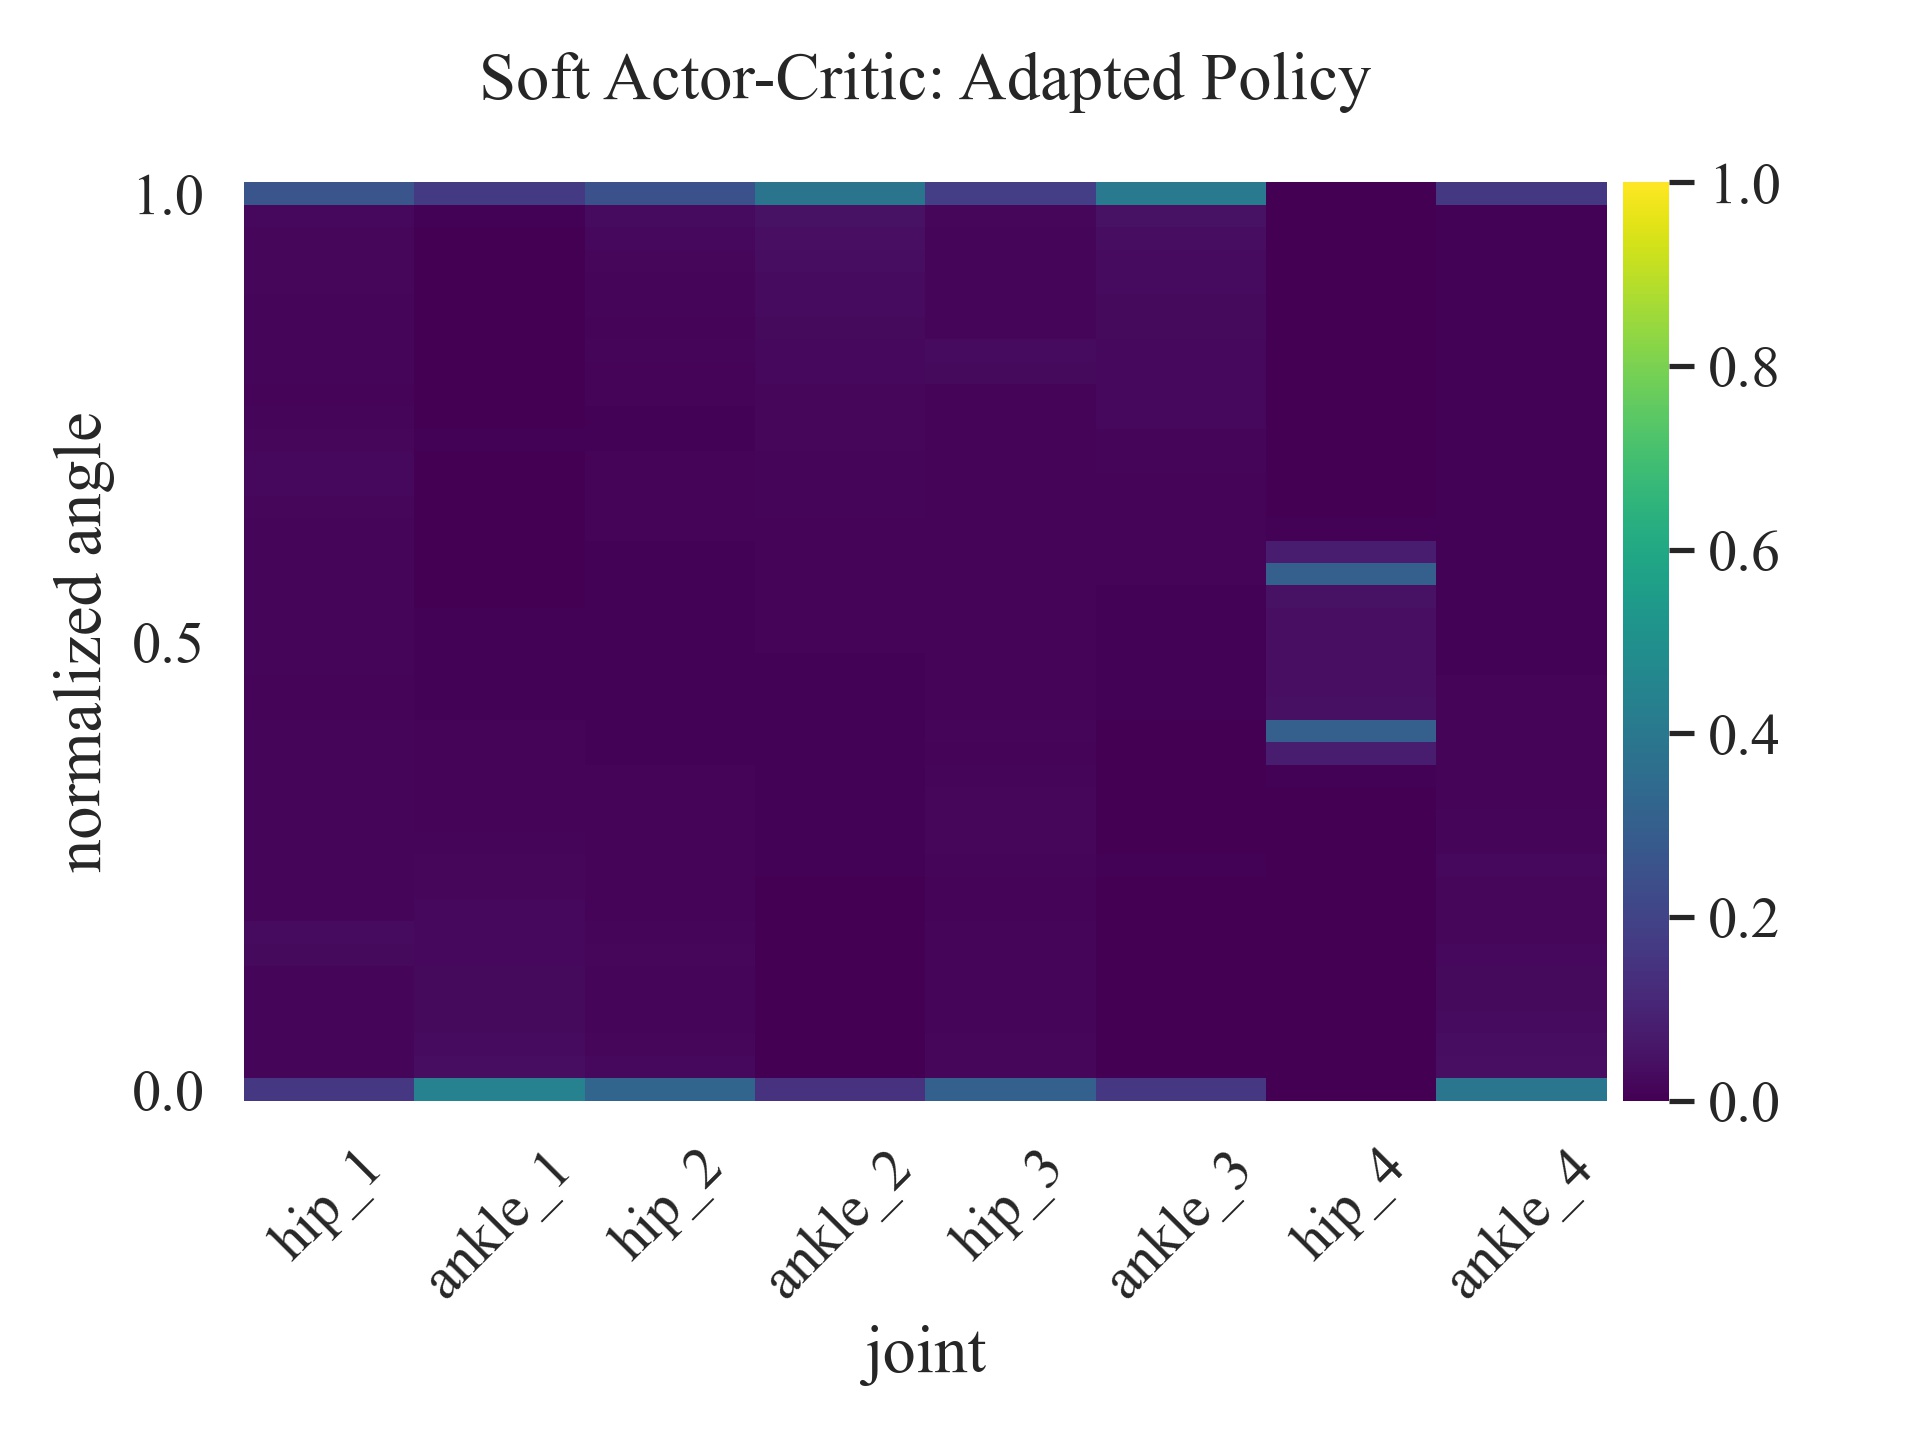 Soft Actor-Critic: Adapted Policy
normalized angle
1.0
0.5
0.0
1.0
0.8
0.6
0.4
0.2
0.0
hip_1
ankle_1
hip_2
ankle_2
hip_3
ankle_3
hip_4
ankle_4
joint